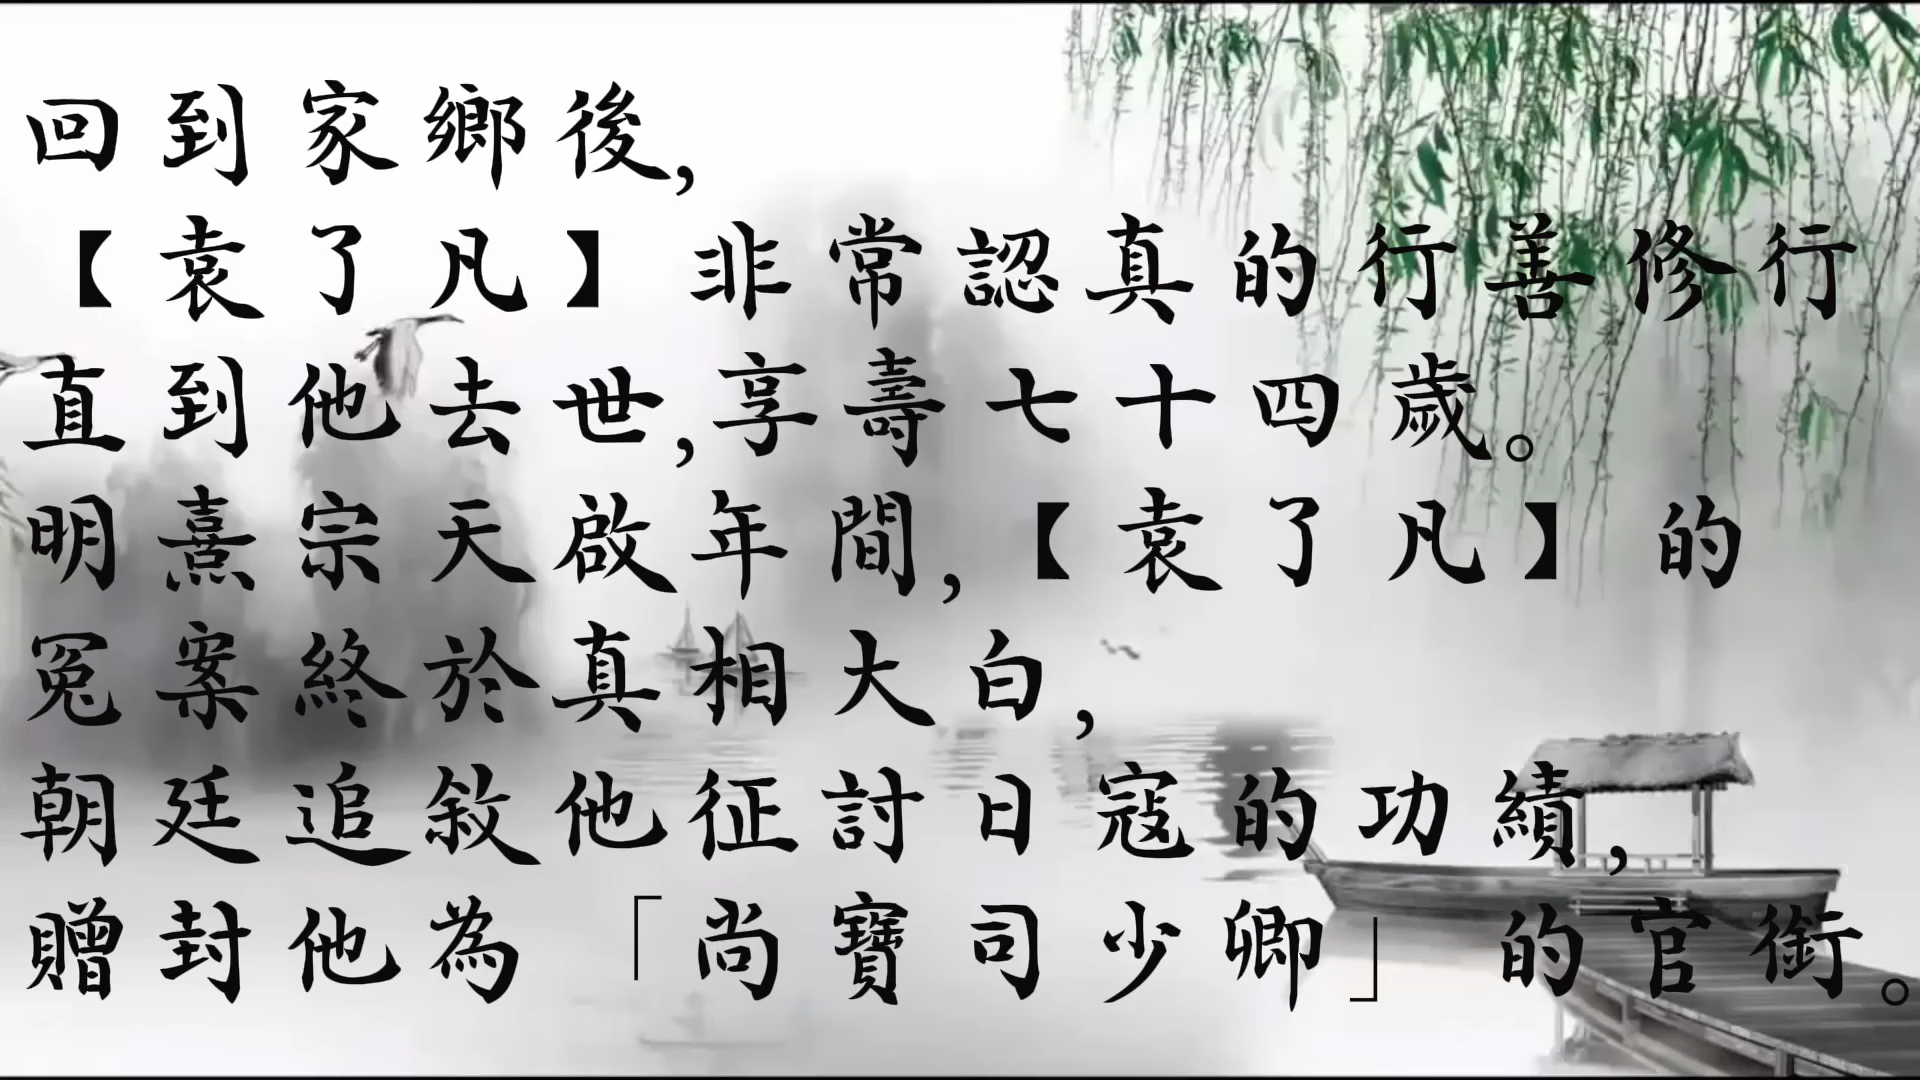 回到家鄉後,
【袁了凡】非常認真的行善修行
直到他去世,享壽七十四歲。
明熹宗天啟年間,【袁了凡】的
冤案終於真相大白,
朝廷追敘他征討日寇的功績,
贈封他為「尚寶司少卿」的官銜。